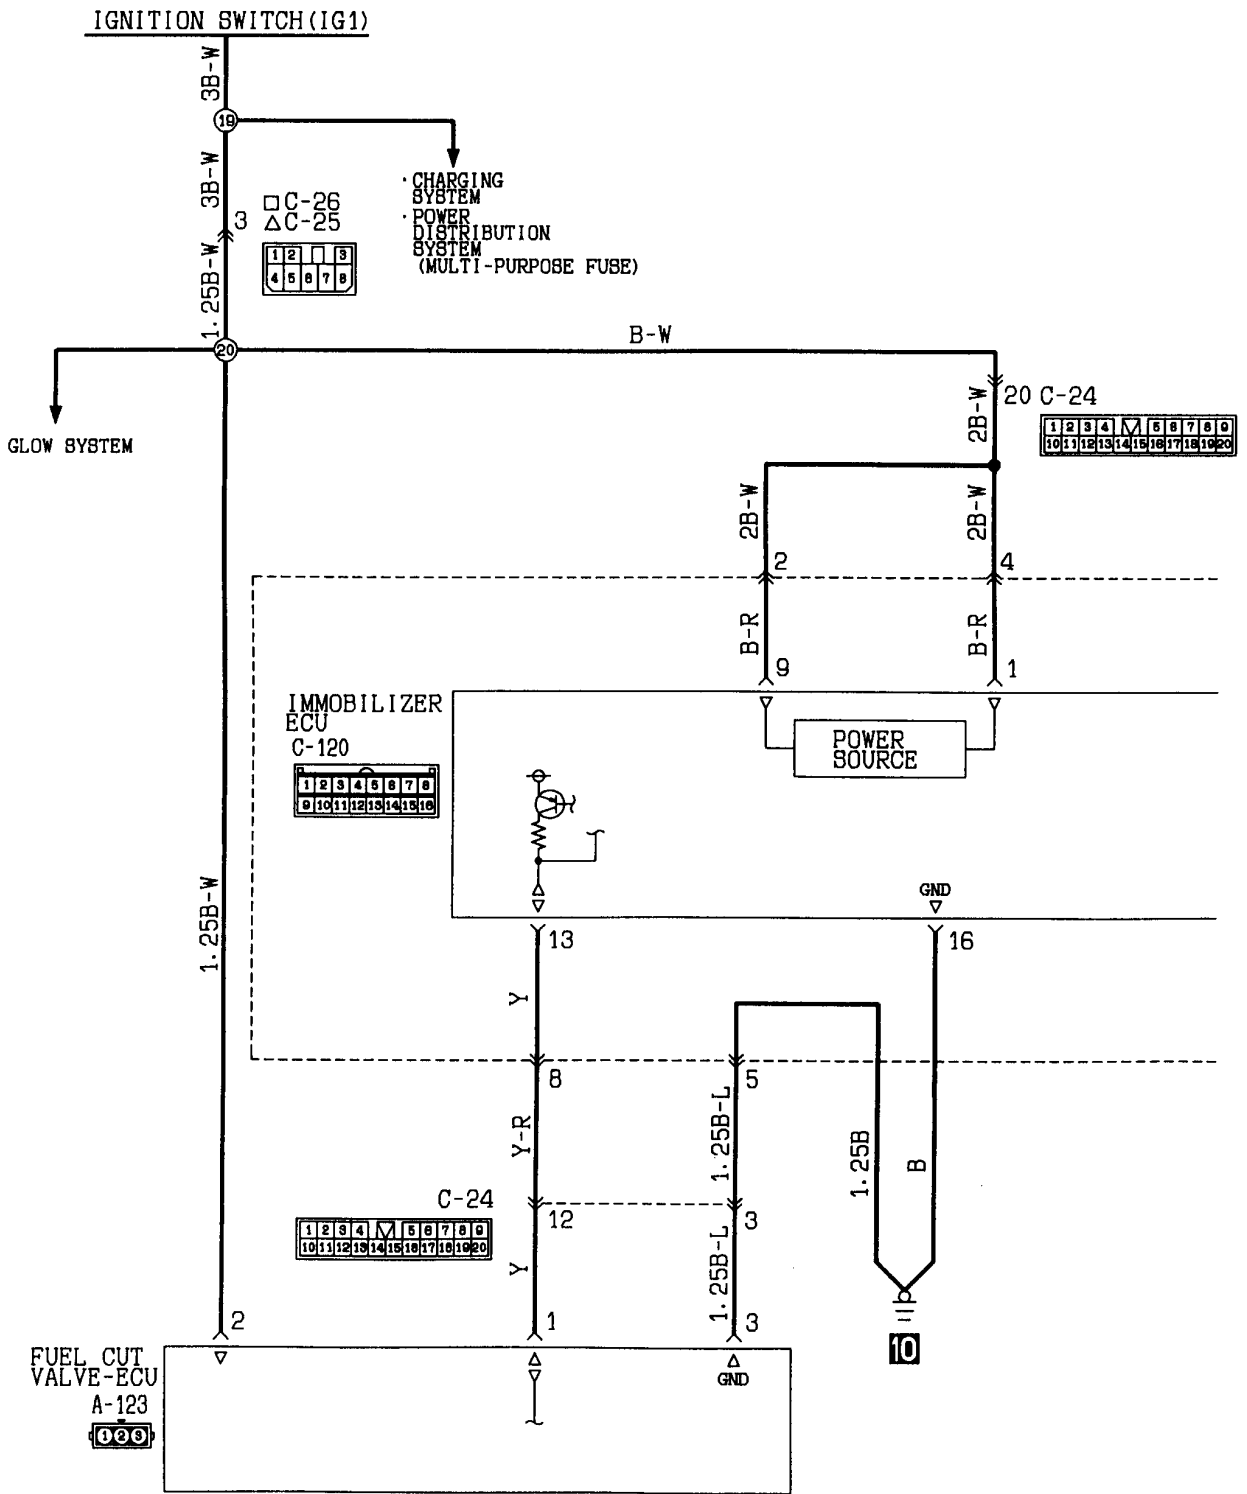 IGNITION SWITCH(IG1)
3B-W
19
3B-W
· CHARGING
SYSTEM
· POWER
DISTRIBUTION
SYSTEM
(MULTI-PURPOSE FUSE)
3
□C-26
△C-25
1 2 3
4 5 6 7 8
1.25B-W
20
B-W
GLOW SYSTEM
20 C-24
1 2 3 4 5 6 7 8 9
10 11 12 13 14 15 16 17 18 19 20
2B-W
2B-W
2B-W
2
4
B-R
B-R
9
1
IMMOBILIZER
ECU
C-120
1 2 3 4 5 6 7 8
9 10 11 12 13 14 15 16
POWER
SOURCE
1.25B-W
GND
13
16
Y
8
5
Y-R
1.25B-L
1.25B
B
C-24
1 2 3 4 5 6 7 8 9
10 11 12 13 14 15 16 17 18 19 20
12
3
Y
1.25B-L
2
1
3
10
FUEL CUT
VALVE-ECU
A-123
1 2 3
GND